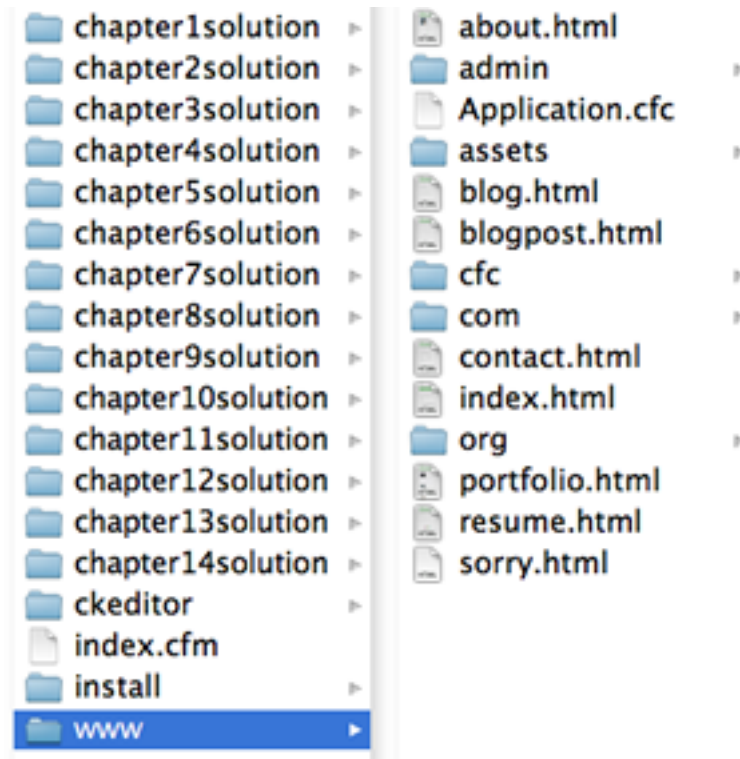 chapter1solution
chapter2solution
chapter3solution
chapter4solution
chapter5solution
chapter6solution
chapter7solution
chapter8solution
chapter9solution
chapter10solution
chapter11solution
chapter12solution
chapter13solution
chapter14solution
ckeditor
index.cfm
install
www
about.html
admin
Application.cfc
assets
blog.html
blogpost.html
cfc
com
contact.html
index.html
org
portfolio.html
resume.html
sorry.html